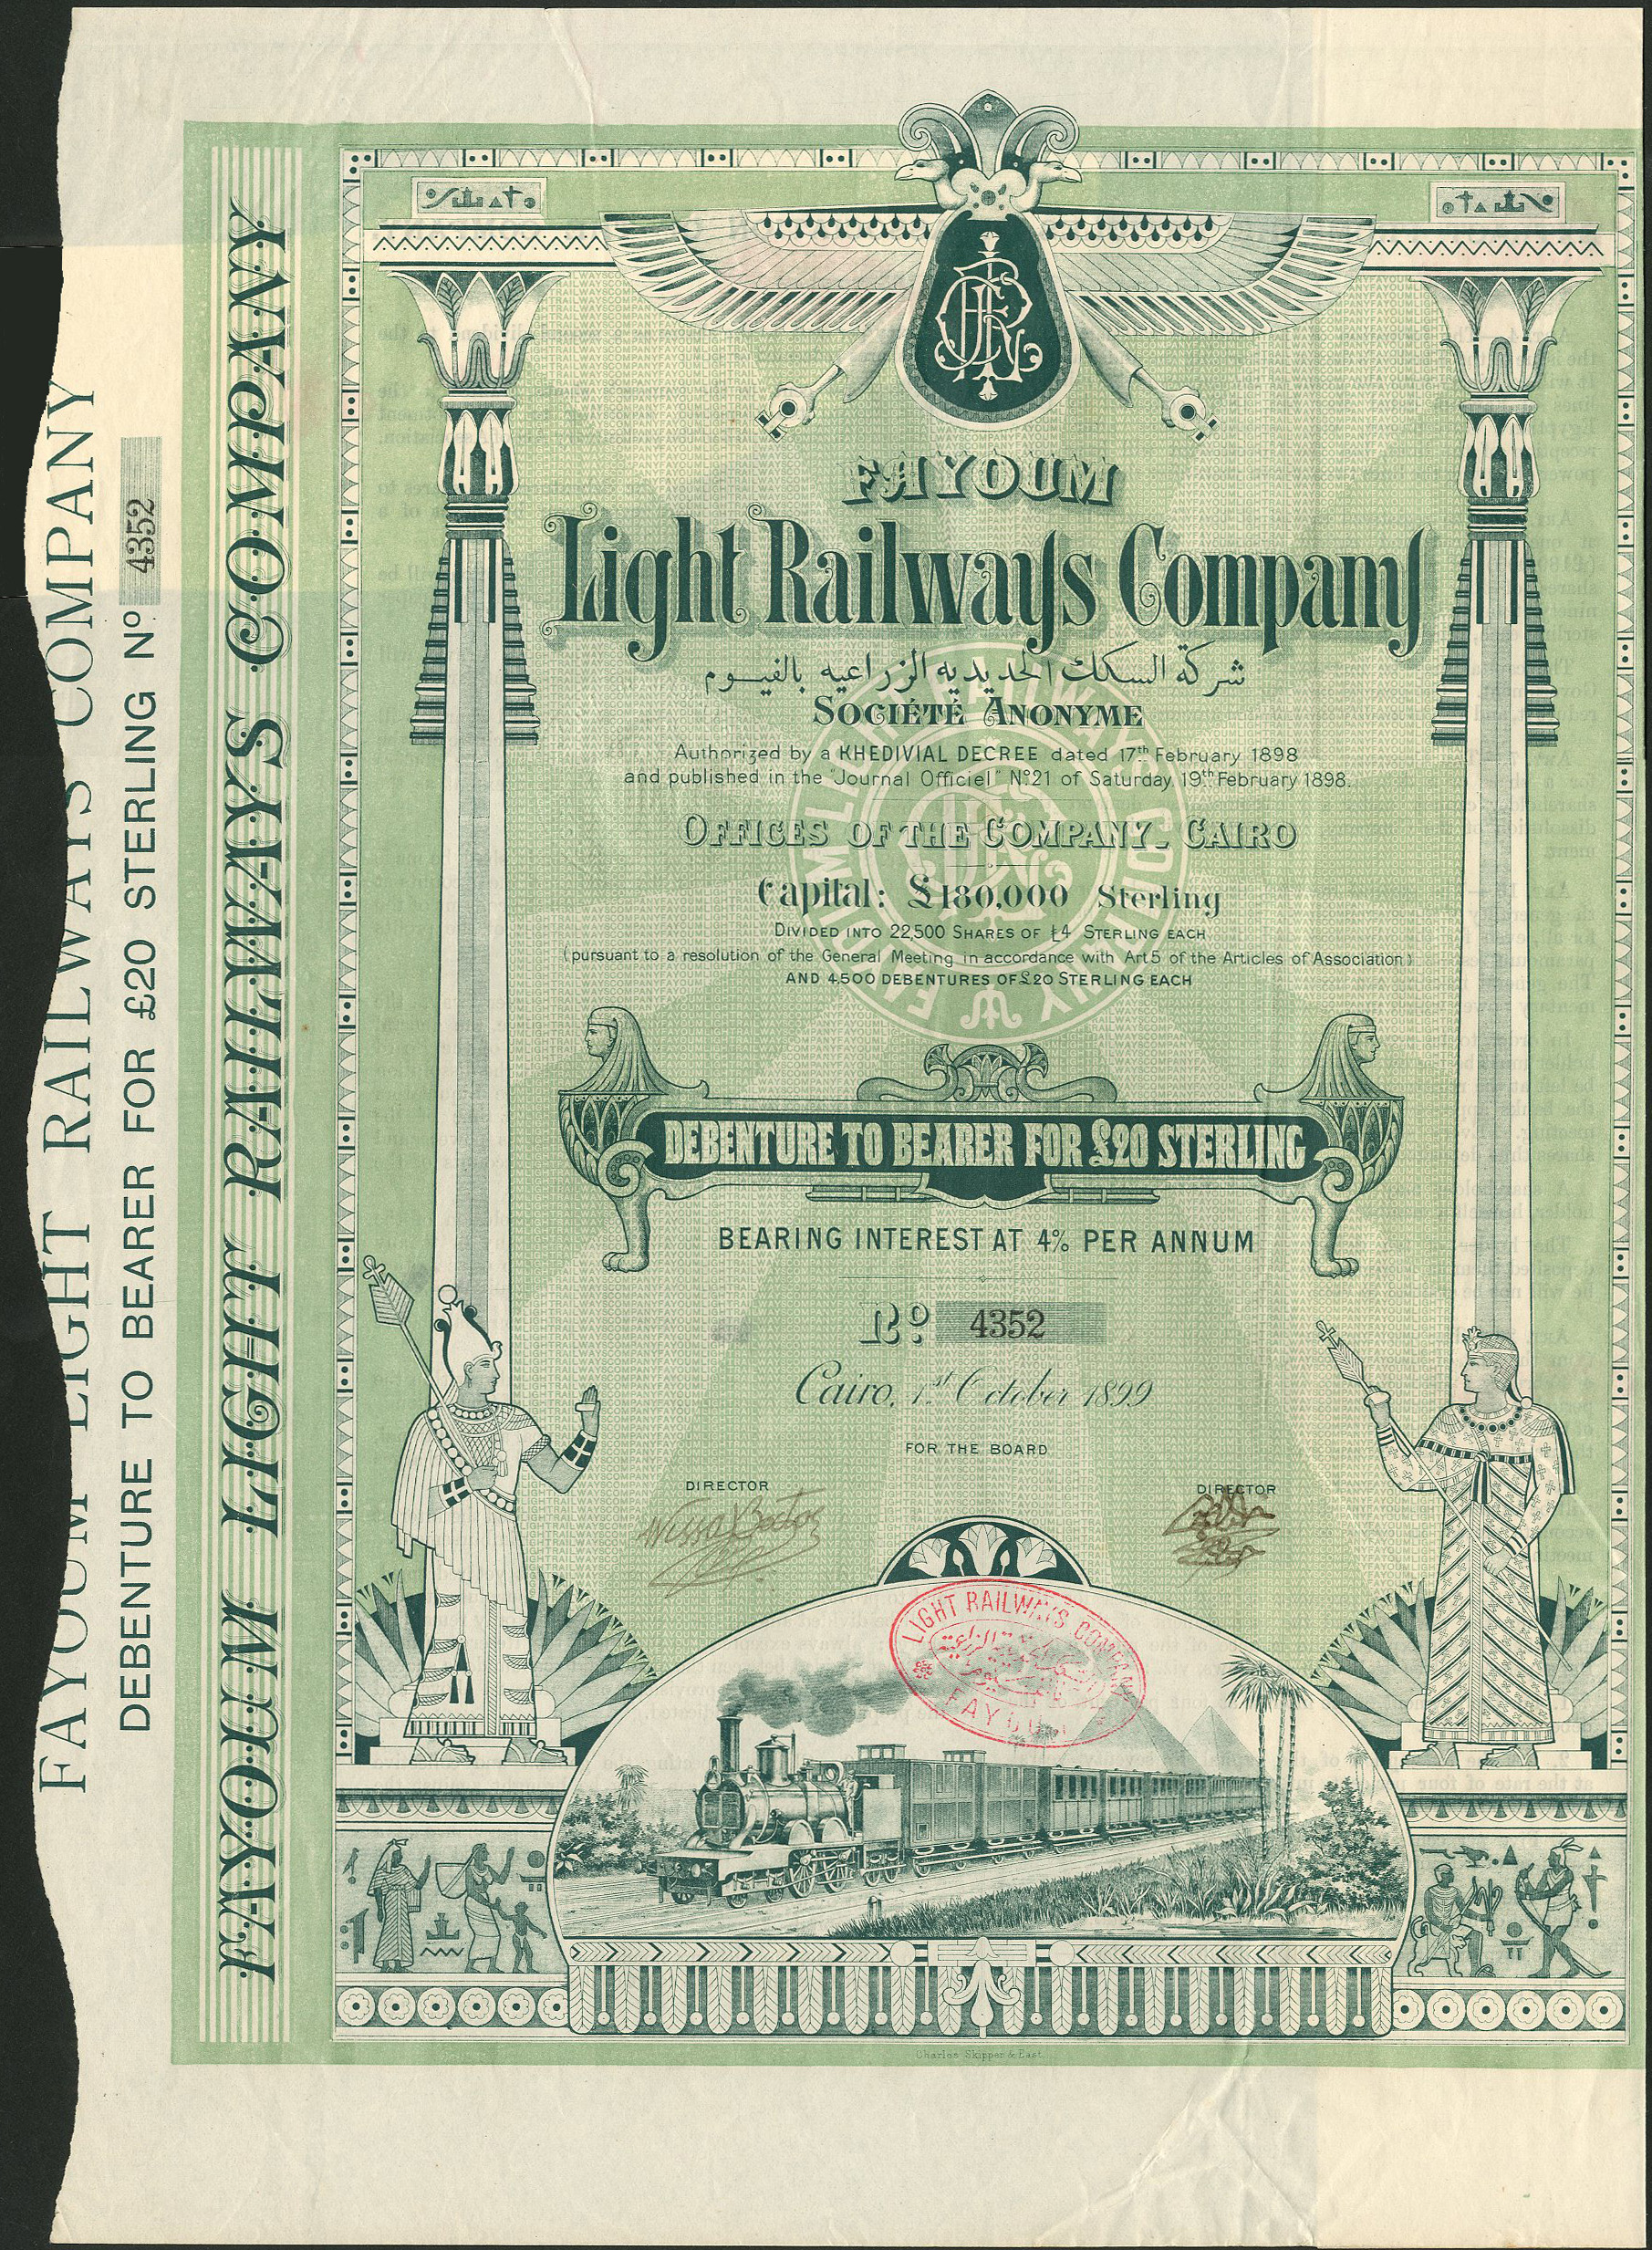 FAYOUM LIGHT RAILWAYS COMPANY
DEBENTURE TO BEARER FOR £20 STERLING Nº 4352
FAYOUM LIGHT RAILWAYS COMPANY
FAYOUM
Light Railways Company
شركة السكك الحديديه الزراعيه بالفيوم
SOCIÉTÉ ANONYME
Authorized by a KHEDIVIAL DECREE dated 17th February 1898
and published in the "Journal Officiel" Nº 21 of Saturday 19th February 1898.
OFFICES OF THE COMPANY_ CAIRO
Capital: £180,000 Sterling
DIVIDED INTO 22,500 SHARES OF £4 STERLING EACH
(pursuant to a resolution of the General Meeting in accordance with Art 5 of the Articles of Association)
AND 4,500 DEBENTURES OF £20 STERLING EACH
DEBENTURE TO BEARER FOR £20 STERLING
BEARING INTEREST AT 4% PER ANNUM
Nº 4352
Cairo, 1st October 1899
FOR THE BOARD
DIRECTOR DIRECTOR
Wissa Boctor
LIGHT RAILWAYS COMPANY
FAYOUM
Charles Skipper & East